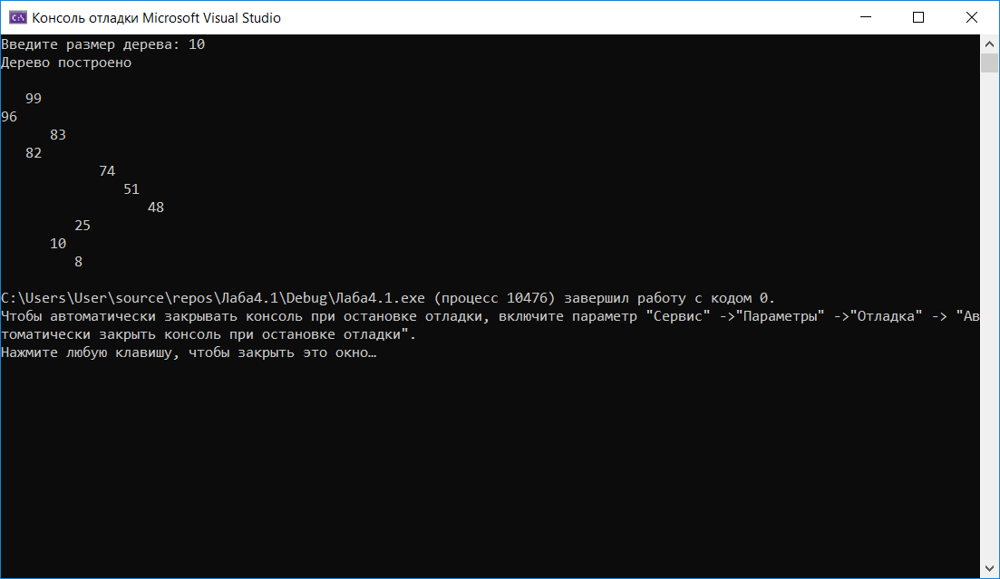 Консоль отладки Microsoft Visual Studio
Введите размер дерева: 10
Дерево построено
   99
96
      83
   82
            74
               51
                  48
         25
      10
         8
C:\Users\User\source\repos\Лаба4.1\Debug\Лаба4.1.exe (процесс 10476) завершил работу с кодом 0.
Чтобы автоматически закрывать консоль при остановке отладки, включите параметр "Сервис" ->"Параметры" ->"Отладка" -> "Ав
томатически закрыть консоль при остановке отладки".
Нажмите любую клавишу, чтобы закрыть это окно…